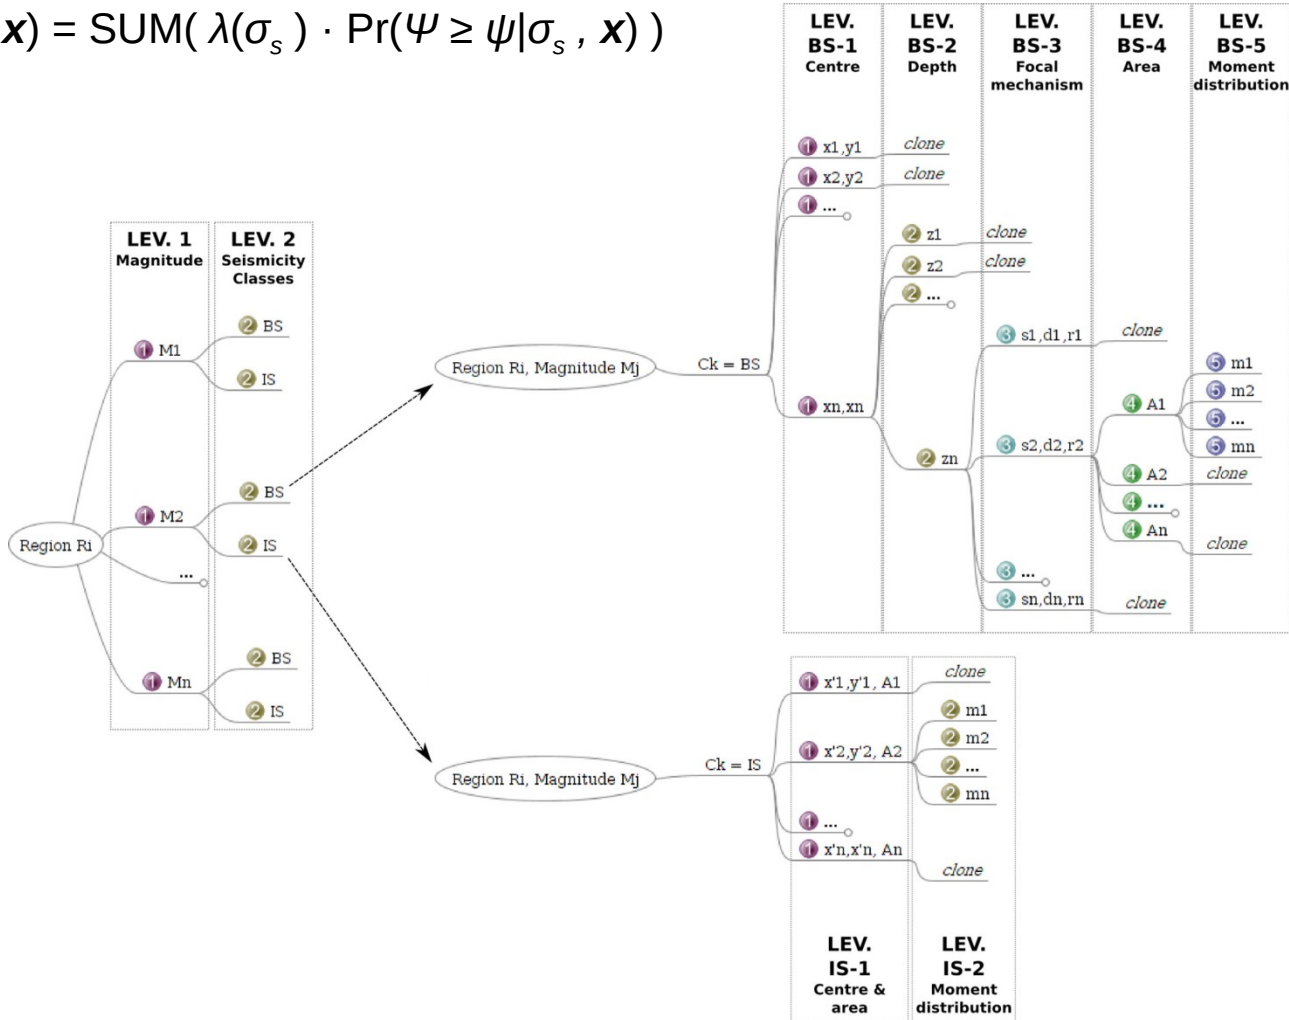 x) = SUM( λ(σs ) · Pr(Ψ ≥ ψ|σs , x) )
LEV. 1
Magnitude
LEV. 2
Seismicity
Classes
Region Ri
1 M1
2 BS
2 IS
1 M2
2 BS
2 IS
...
1 Mn
2 BS
2 IS
Region Ri, Magnitude Mj
Ck = BS
LEV.
BS-1
Centre
LEV.
BS-2
Depth
LEV.
BS-3
Focal
mechanism
LEV.
BS-4
Area
LEV.
BS-5
Moment
distribution
1 x1,y1
clone
1 x2,y2
clone
1 ...
1 xn,xn
2 z1
clone
2 z2
clone
2 ...
2 zn
3 s1,d1,r1
clone
3 s2,d2,r2
3 ...
3 sn,dn,rn
clone
4 A1
4 A2
clone
4 ...
4 An
clone
5 m1
5 m2
5 ...
5 mn
Region Ri, Magnitude Mj
Ck = IS
1 x'1,y'1, A1
clone
1 x'2,y'2, A2
2 m1
2 m2
2 ...
2 mn
1 ...
1 x'n,x'n, An
clone
LEV.
IS-1
Centre &
area
LEV.
IS-2
Moment
distribution